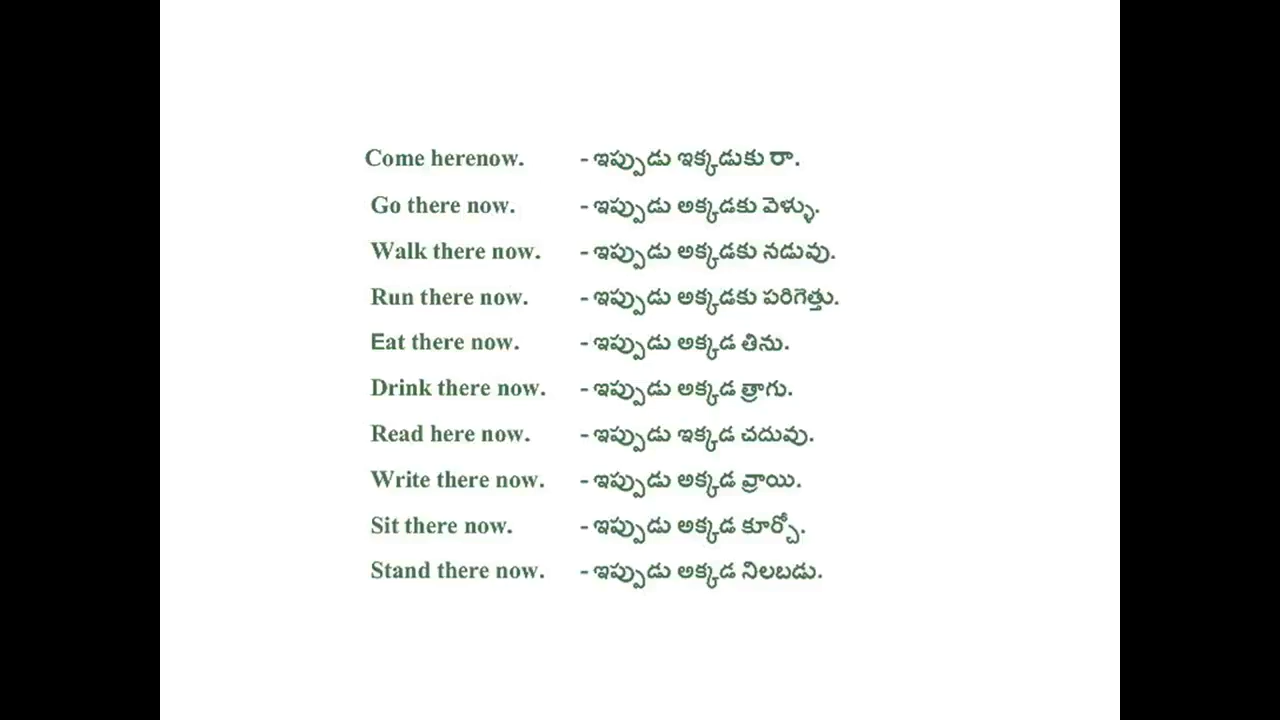 Come herenow. - ఇప్పుడు ఇక్కడుకు రా.
Go there now. - ఇప్పుడు అక్కడకు వెళ్ళు.
Walk there now. - ఇప్పుడు అక్కడకు నడువు.
Run there now. - ఇప్పుడు అక్కడకు పరిగెత్తు.
Eat there now. - ఇప్పుడు అక్కడ తిను.
Drink there now. - ఇప్పుడు అక్కడ త్రాగు.
Read here now. - ఇప్పుడు ఇక్కడ చదువు.
Write there now. - ఇప్పుడు అక్కడ వ్రాయి.
Sit there now. - ఇప్పుడు అక్కడ కూర్చో.
Stand there now. - ఇప్పుడు అక్కడ నిలబడు.